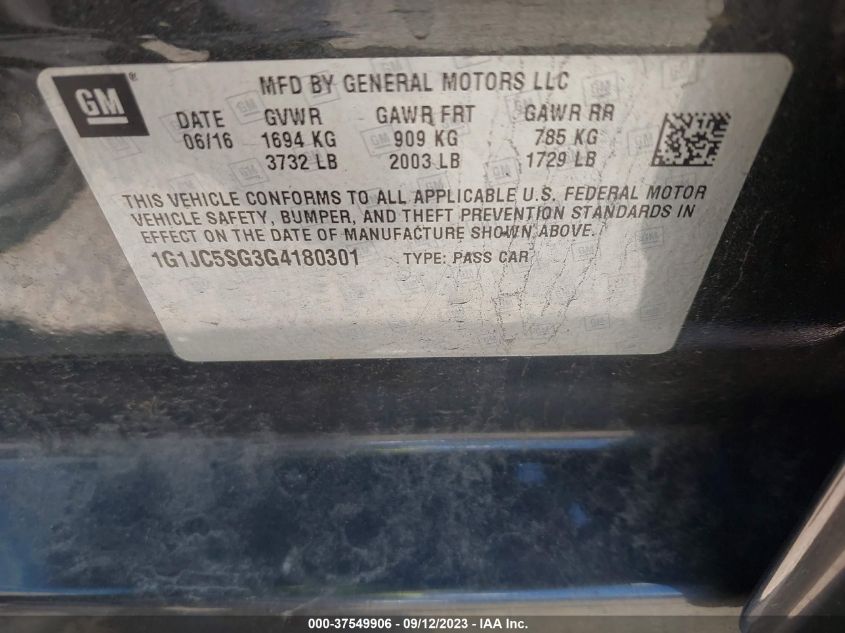 GM ®
MFD BY GENERAL MOTORS LLC
DATE GVWR GAWR FRT GAWR RR
06/16 1694 KG 909 KG 785 KG
3732 LB 2003 LB 1729 LB
THIS VEHICLE CONFORMS TO ALL APPLICABLE U.S. FEDERAL MOTOR
VEHICLE SAFETY, BUMPER, AND THEFT PREVENTION STANDARDS IN
EFFECT ON THE DATE OF MANUFACTURE SHOWN ABOVE.
1G1JC5SG3G4180301 TYPE: PASS CAR
000-37549906 - 09/12/2023 - IAA Inc.